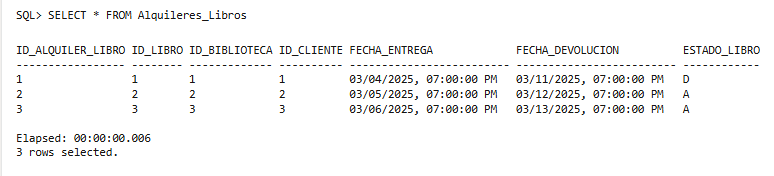 SQL> SELECT * FROM Alquileres_Libros
ID_ALQUILER_LIBRO ID_LIBRO ID_BIBLIOTECA ID_CLIENTE FECHA_ENTREGA FECHA_DEVOLUCION ESTADO_LIBRO
----------------- -------- ------------- ---------- ------------------------ ------------------------ ------------
1 1 1 1 03/04/2025, 07:00:00 PM 03/11/2025, 07:00:00 PM D
2 2 2 2 03/05/2025, 07:00:00 PM 03/12/2025, 07:00:00 PM A
3 3 3 3 03/06/2025, 07:00:00 PM 03/13/2025, 07:00:00 PM A
Elapsed: 00:00:00.006
3 rows selected.